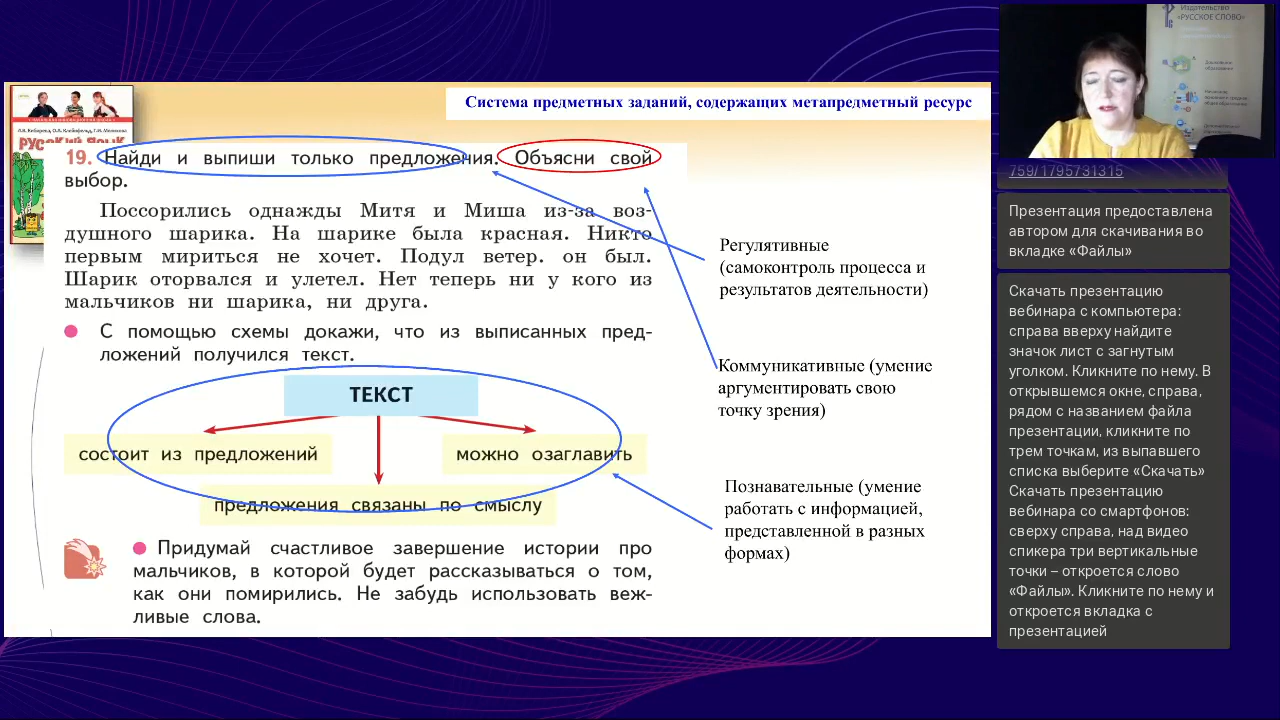 Система предметных заданий, содержащих метапредметный ресурс
РУССКИЙ ЯЗЫК
19. Найди и выпиши только предложения. Объясни свой
выбор.
Поссорились однажды Митя и Миша из-за воз-
душного шарика. На шарике была красная. Никто
первым мириться не хочет. Подул ветер. он был.
Шарик оторвался и улетел. Нет теперь ни у кого из
мальчиков ни шарика, ни друга.
С помощью схемы докажи, что из выписанных пред-
ложений получился текст.
ТЕКСТ
состоит из предложений
можно озаглавить
предложения связаны по смыслу
Придумай счастливое завершение истории про
мальчиков, в которой будет рассказываться о том,
как они помирились. Не забудь использовать веж-
ливые слова.
Регулятивные
(самоконтроль процесса и
результатов деятельности)
Коммуникативные (умение
аргументировать свою
точку зрения)
Познавательные (умение
работать с информацией,
представленной в разных
формах)
Издательство
«РУССКОЕ СЛОВО»
759/1795731315
Презентация предоставлена
автором для скачивания во
вкладке «Файлы»
Скачать презентацию
вебинара с компьютера:
справа вверху найдите
значок лист с загнутым
уголком. Кликните по нему. В
открывшемся окне, справа,
рядом с названием файла
презентации, кликните по
трем точкам, из выпавшего
списка выберите «Скачать»
Скачать презентацию
вебинара со смартфонов:
сверху справа, над видео
спикера три вертикальные
точки – откроется слово
«Файлы». Кликните по нему и
откроется вкладка с
презентацией